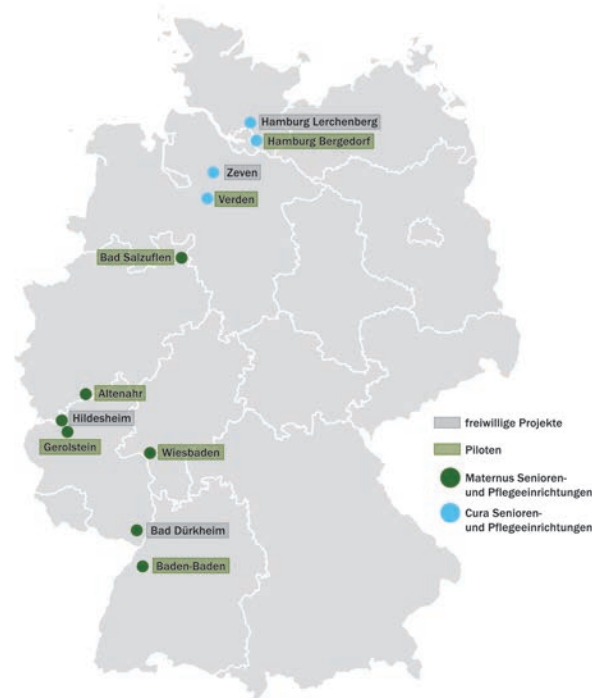 Hamburg Lerchenberg
Hamburg Bergedorf
Zeven
Verden
Bad Salzuflen
Altenahr
Hildesheim
Gerolstein
Wiesbaden
Bad Dürkheim
Baden-Baden
freiwillige Projekte
Piloten
Maternus Senioren-
und Pflegeeinrichtungen
Cura Senioren-
und Pflegeeinrichtungen